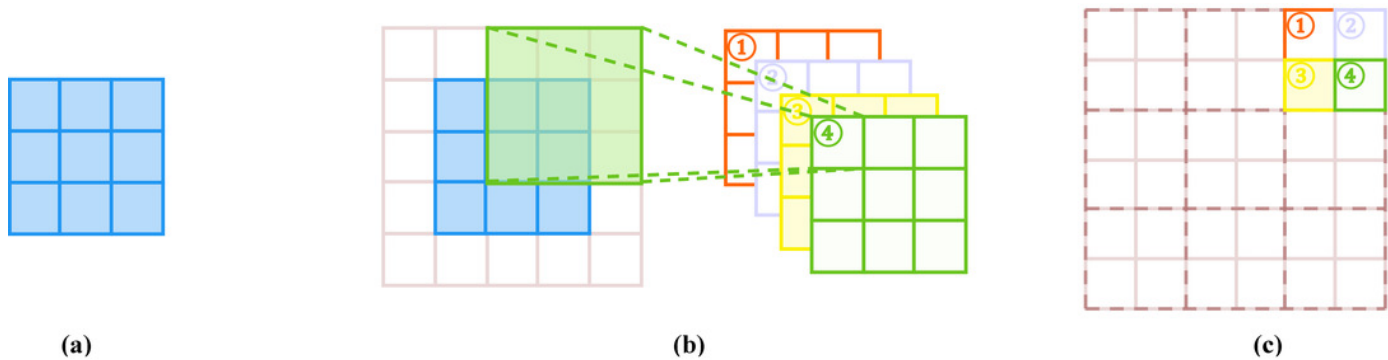 ① ② ③ ④
① ②
③ ④
(a) (b) (c)